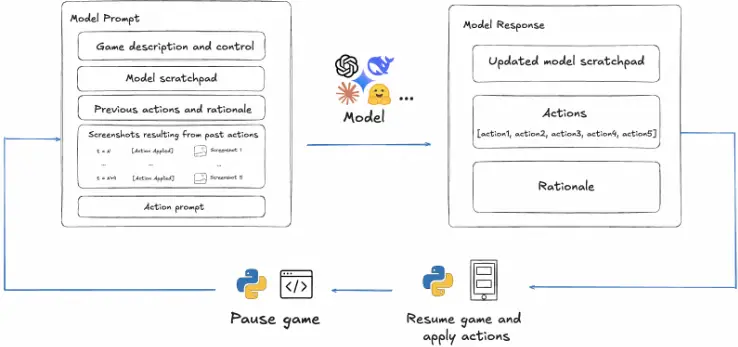 Model Prompt
Game description and control
Model scratchpad
Previous actions and rationale
Screenshots resulting from past actions
[Action Applied]
Screenshot 1
...
[Action Applied]
Action prompt
...
Model
Model Response
Updated model scratchpad
Actions
[action1, action2, action3, action4, action5]
Rationale
</>
Pause game
Resume game and
apply actions